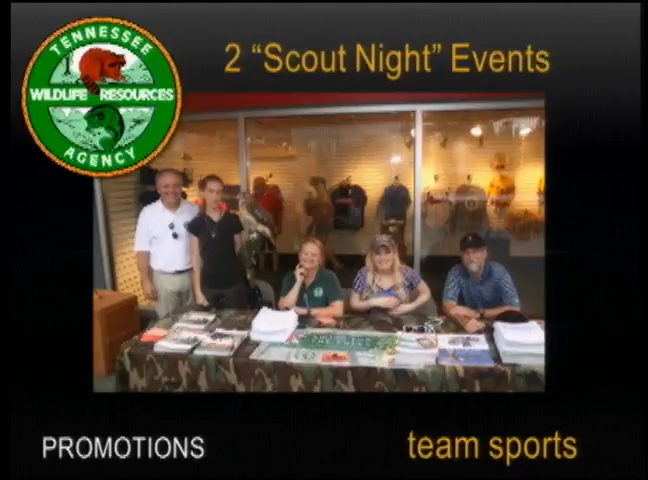 2 “Scout Night” Events
TENNESSEE
WILDLIFE RESOURCES
AGENCY
PROMOTIONS
team sports